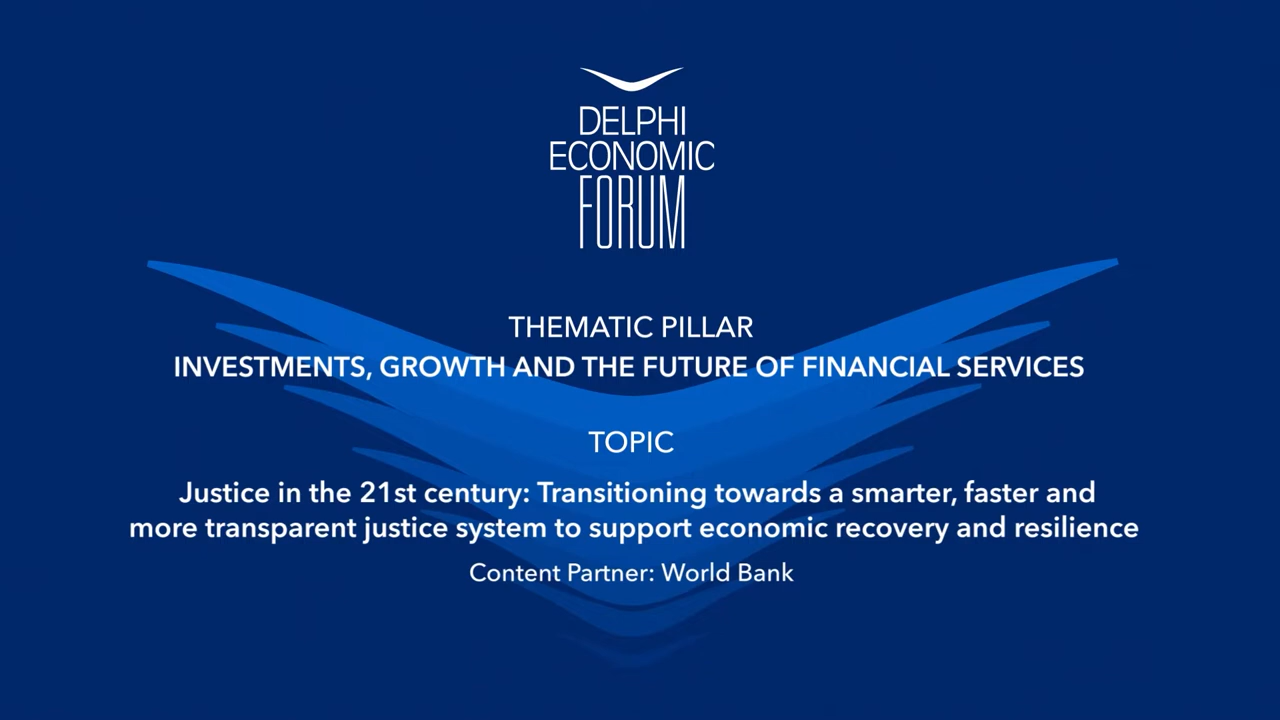 DELPHI
ECONOMIC
FORUM
THEMATIC PILLAR
INVESTMENTS, GROWTH AND THE FUTURE OF FINANCIAL SERVICES
TOPIC
Justice in the 21st century: Transitioning towards a smarter, faster and
more transparent justice system to support economic recovery and resilience
Content Partner: World Bank